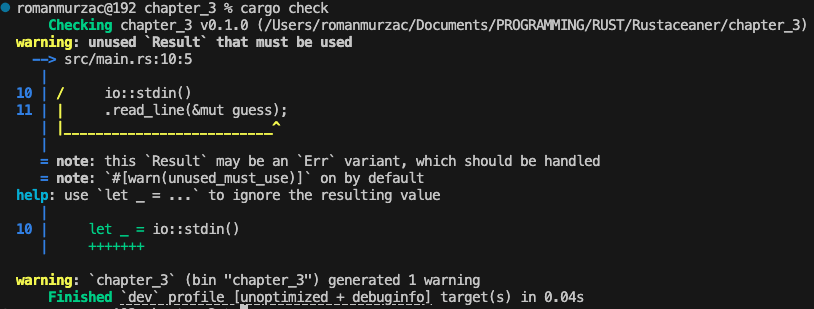 romanmurzac@192 chapter_3 % cargo check
    Checking chapter_3 v0.1.0 (/Users/romanmurzac/Documents/PROGRAMMING/RUST/Rustaceaner/chapter_3)
warning: unused `Result` that must be used
  --> src/main.rs:10:5
   |
10 | /     io::stdin()
11 | |     .read_line(&mut guess);
   | |__________________________^
   |
   = note: this `Result` may be an `Err` variant, which should be handled
   = note: `#[warn(unused_must_use)]` on by default
help: use `let _ = ...` to ignore the resulting value
   |
10 |     let _ = io::stdin()
   |     +++++++

warning: `chapter_3` (bin "chapter_3") generated 1 warning
    Finished `dev` profile [unoptimized + debuginfo] target(s) in 0.04s